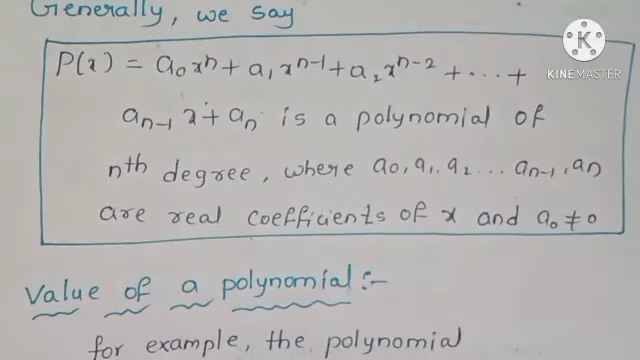 Generally, we say
P(x) = a₀xⁿ + a₁xⁿ⁻¹ + a₂xⁿ⁻² + ... +
aₙ₋₁ x + aₙ is a polynomial of
nth degree, where a₀, a₁, a₂ ... aₙ₋₁, aₙ
are real coefficients of x and a₀ ≠ 0
Value of a polynomial :-
for example, the polynomial
K
KINEMASTER